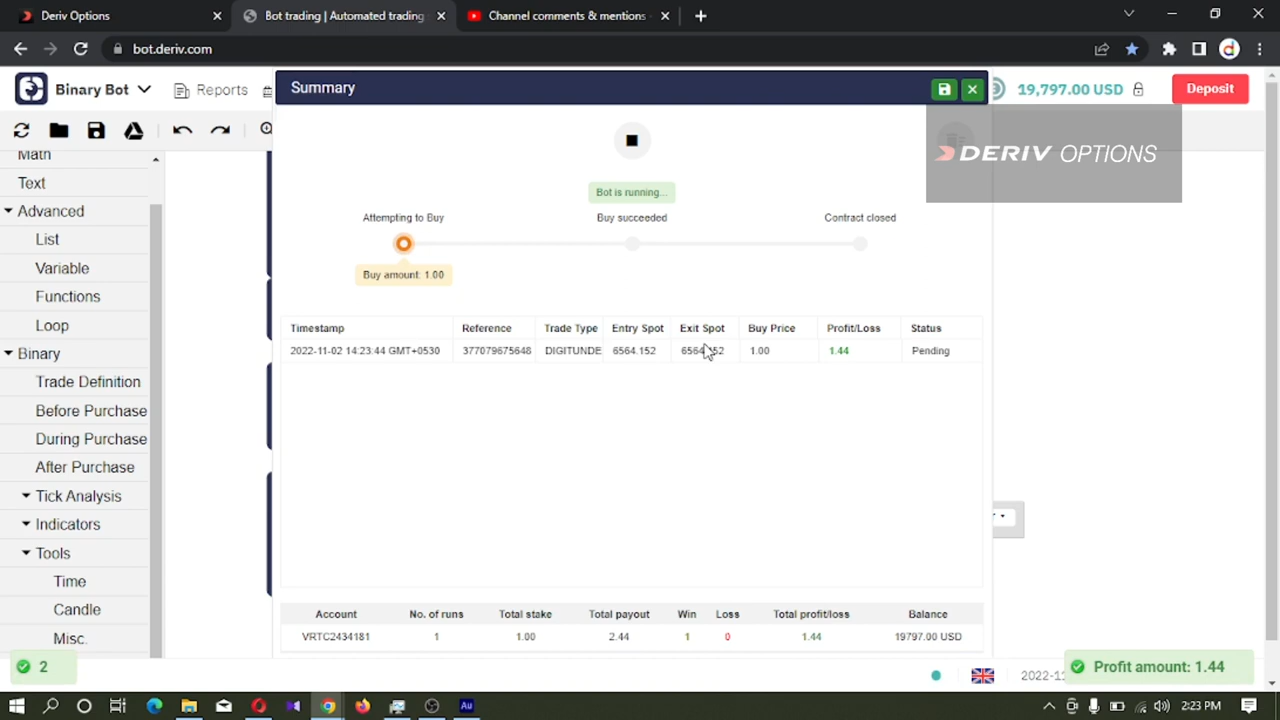 Deriv Options
Bot trading | Automated trading
Channel comments & mentions
bot.deriv.com
Binary Bot
Reports
Summary
19,797.00 USD
Deposit
DERIV OPTIONS
Math
Text
Advanced
List
Variable
Functions
Loop
Binary
Trade Definition
Before Purchase
During Purchase
After Purchase
Tick Analysis
Indicators
Tools
Time
Candle
Misc.
Bot is running...
Attempting to Buy
Buy succeeded
Contract closed
Buy amount: 1.00
Timestamp Reference Trade Type Entry Spot Exit Spot Buy Price Profit/Loss Status
2022-11-02 14:23:44 GMT+0530 377079675648 DIGITUNDE 6564.152 6564.152 1.00 1.44 Pending
Account No. of runs Total stake Total payout Win Loss Total profit/loss Balance
VRTC2434181 1 1.00 2.44 1 0 1.44 19797.00 USD
2
2022-1
Profit amount: 1.44
Au
2:23 PM